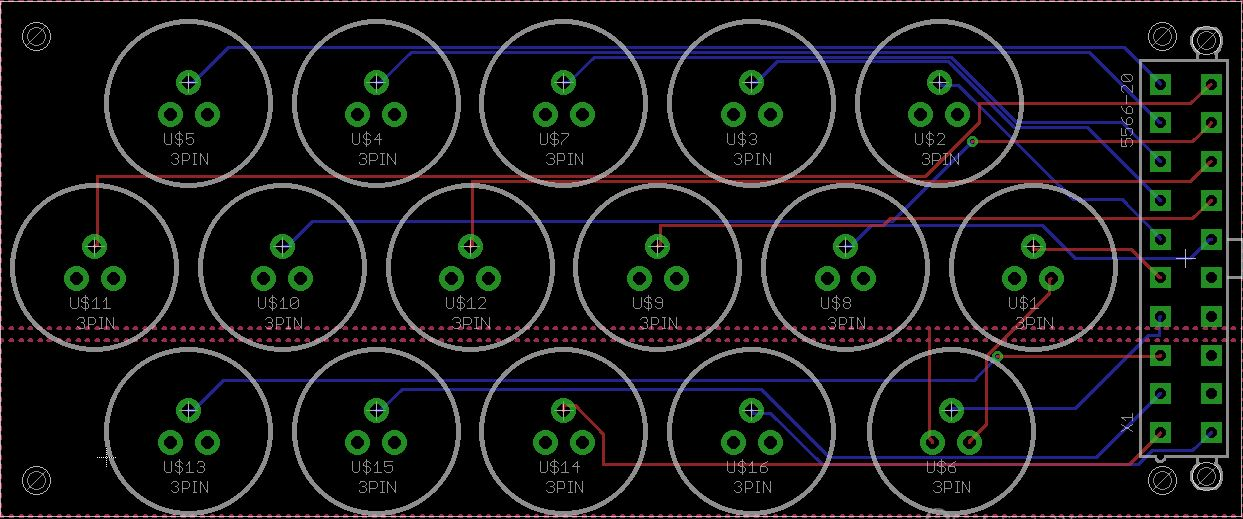 U$5
3PIN
U$4
3PIN
U$7
3PIN
U$3
3PIN
U$2
3PIN
5566-20
U$11
3PIN
U$10
3PIN
U$12
3PIN
U$9
3PIN
U$8
3PIN
U$1
3PIN
U$13
3PIN
U$15
3PIN
U$14
3PIN
U$16
3PIN
U$6
3PIN
X1